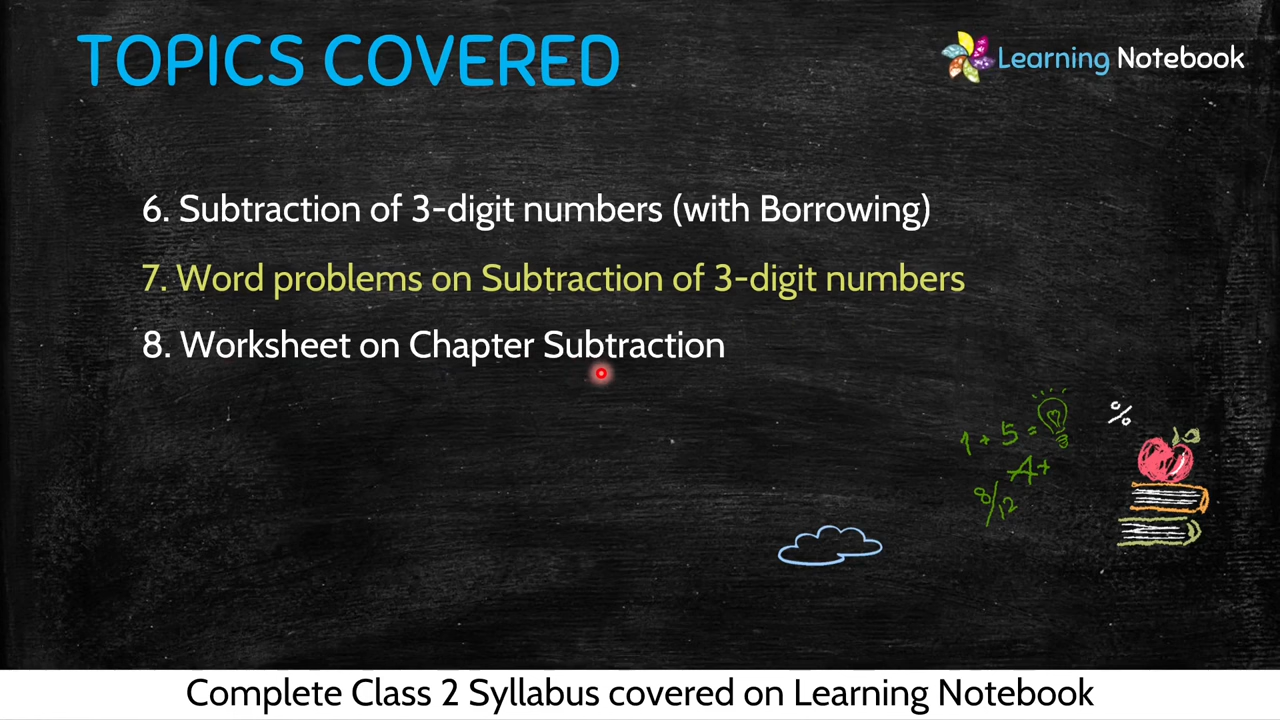 TOPICS COVERED
Learning Notebook
6. Subtraction of 3-digit numbers (with Borrowing)
7. Word problems on Subtraction of 3-digit numbers
8. Worksheet on Chapter Subtraction
1 + 5 =
%
A+
8/12
Complete Class 2 Syllabus covered on Learning Notebook